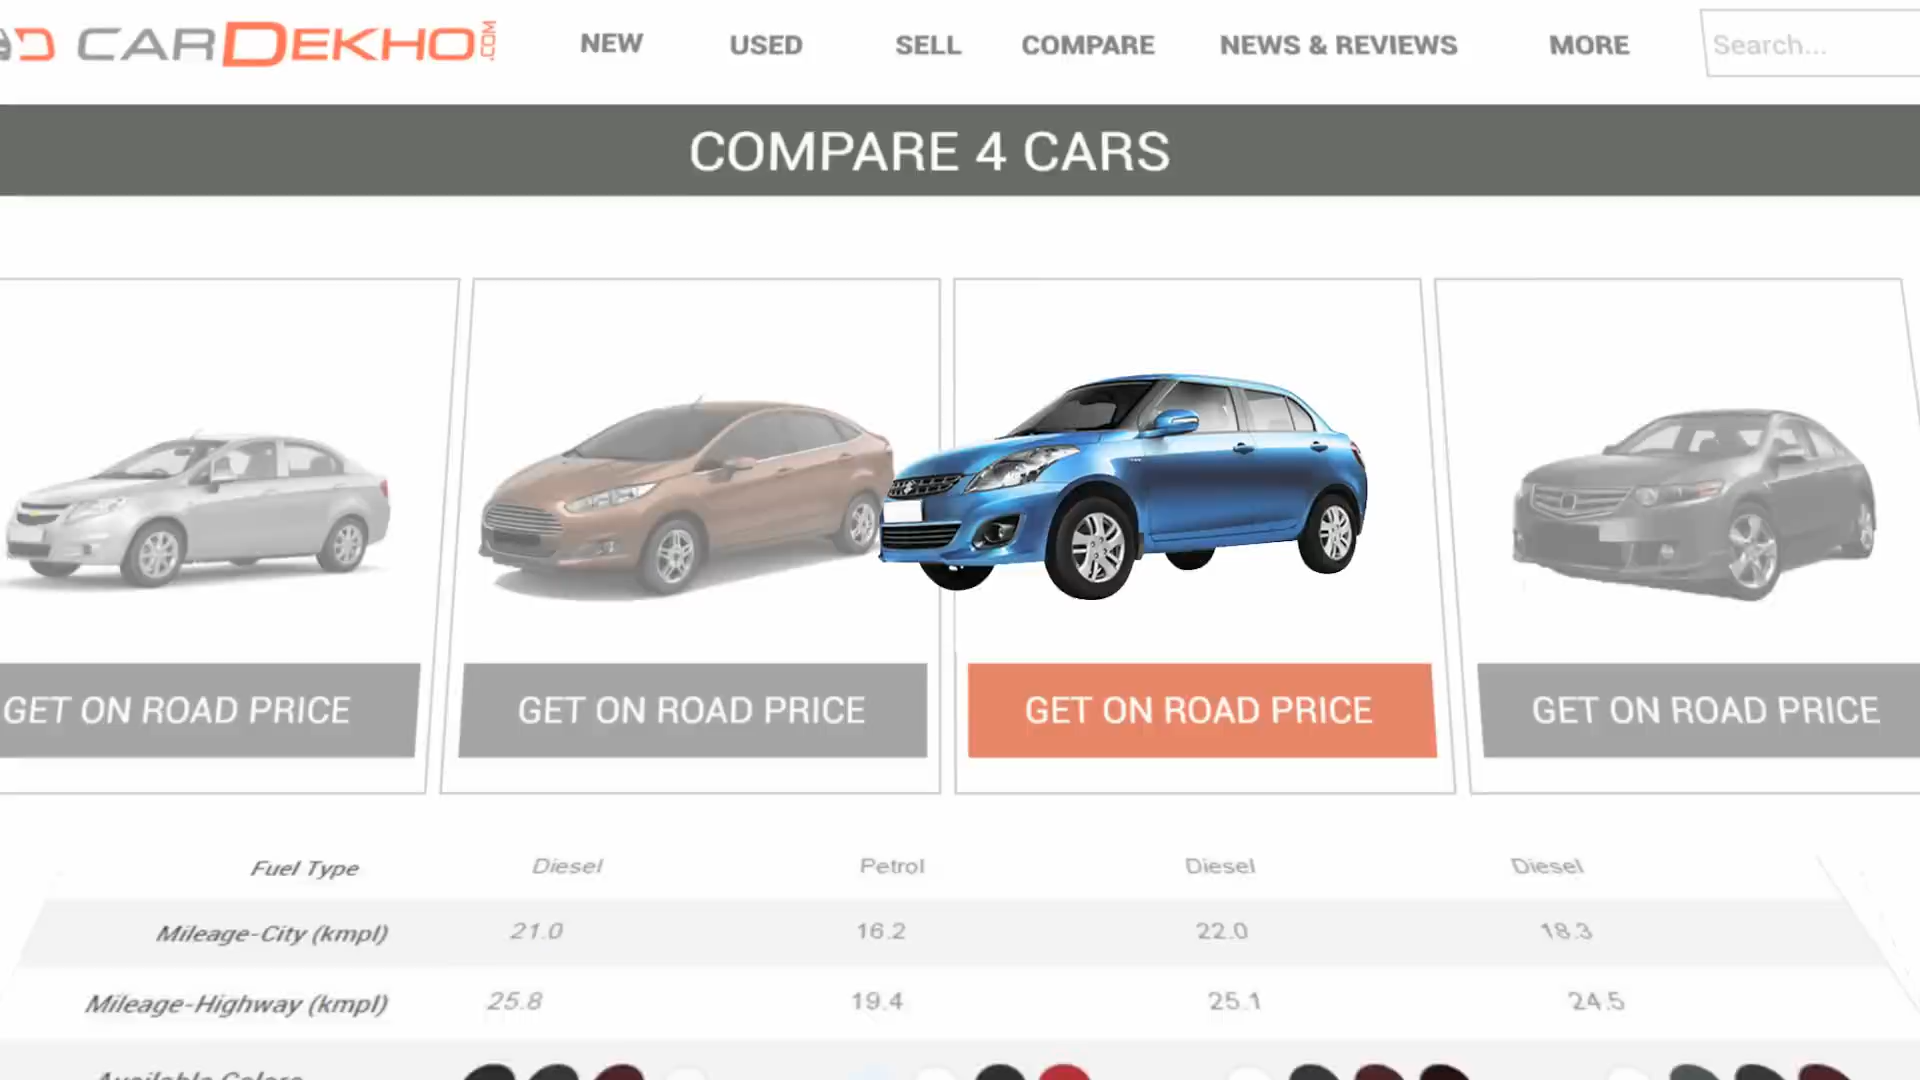 CARDEKHO.COM
NEW USED SELL COMPARE NEWS & REVIEWS MORE Search...
COMPARE 4 CARS
GET ON ROAD PRICE GET ON ROAD PRICE GET ON ROAD PRICE GET ON ROAD PRICE
Fuel Type Diesel Petrol Diesel Diesel
Mileage-City (kmpl) 21.0 16.2 22.0 18.3
Mileage-Highway (kmpl) 25.8 19.4 25.1 24.5
Available Colors